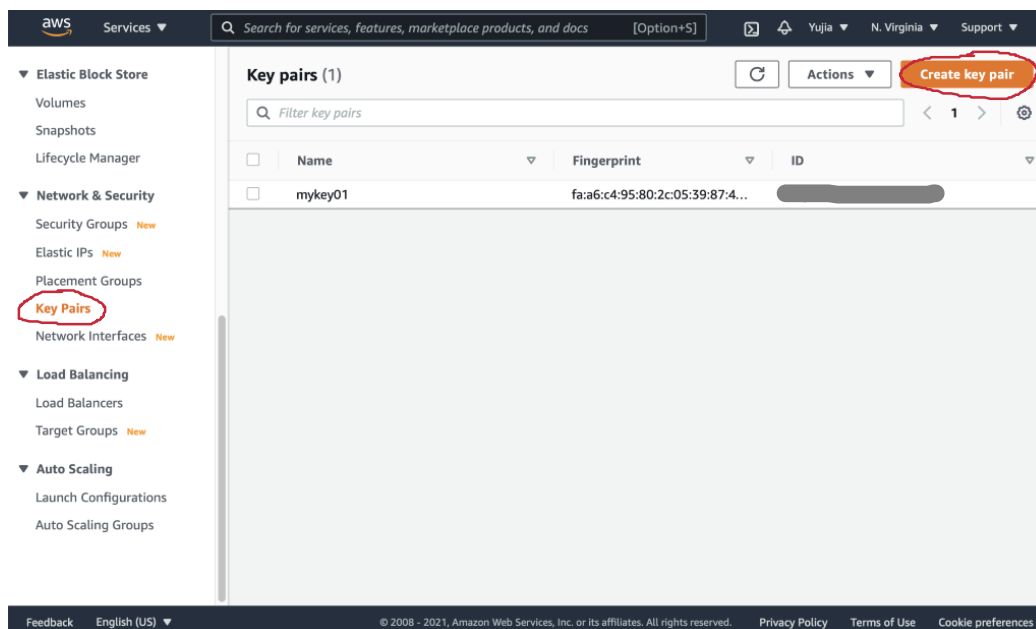 aws Services ▼ Search for services, features, marketplace products, and docs [Option+S] Yujia ▼ N. Virginia ▼ Support ▼
▼ Elastic Block Store
Volumes
Snapshots
Lifecycle Manager
▼ Network & Security
Security Groups New
Elastic IPs New
Placement Groups
Key Pairs
Network Interfaces New
▼ Load Balancing
Load Balancers
Target Groups New
▼ Auto Scaling
Launch Configurations
Auto Scaling Groups
Key pairs (1) Actions ▼ Create key pair
Filter key pairs < 1 >
Name Fingerprint ID
mykey01 fa:a6:c4:95:80:2c:05:39:87:4...
Feedback English (US) ▼ © 2008 - 2021, Amazon Web Services, Inc. or its affiliates. All rights reserved. Privacy Policy Terms of Use Cookie preferences